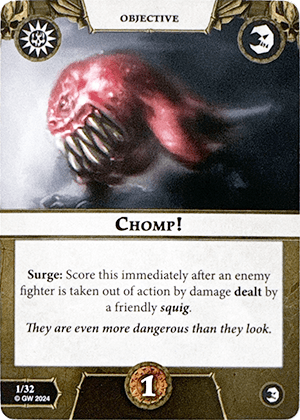 OBJECTIVE
CHOMP!
Surge: Score this immediately after an enemy
fighter is taken out of action by damage dealt by
a friendly squig.
They are even more dangerous than they look.
1/32
© GW 2024
1